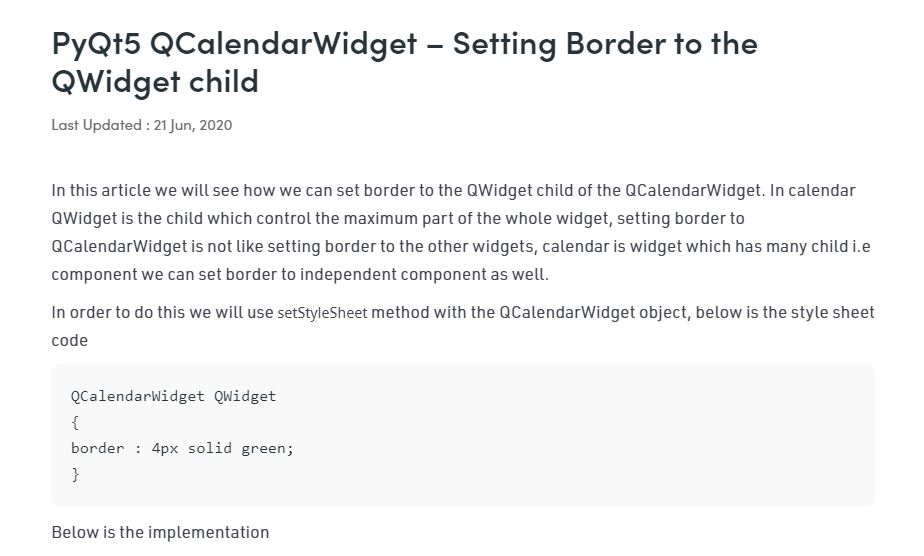 PyQt5 QCalendarWidget – Setting Border to the
QWidget child
Last Updated : 21 Jun, 2020
In this article we will see how we can set border to the QWidget child of the QCalendarWidget. In calendar
QWidget is the child which control the maximum part of the whole widget, setting border to
QCalendarWidget is not like setting border to the other widgets, calendar is widget which has many child i.e
component we can set border to independent component as well.
In order to do this we will use setStyleSheet method with the QCalendarWidget object, below is the style sheet
code
QCalendarWidget QWidget
{
border : 4px solid green;
}
Below is the implementation